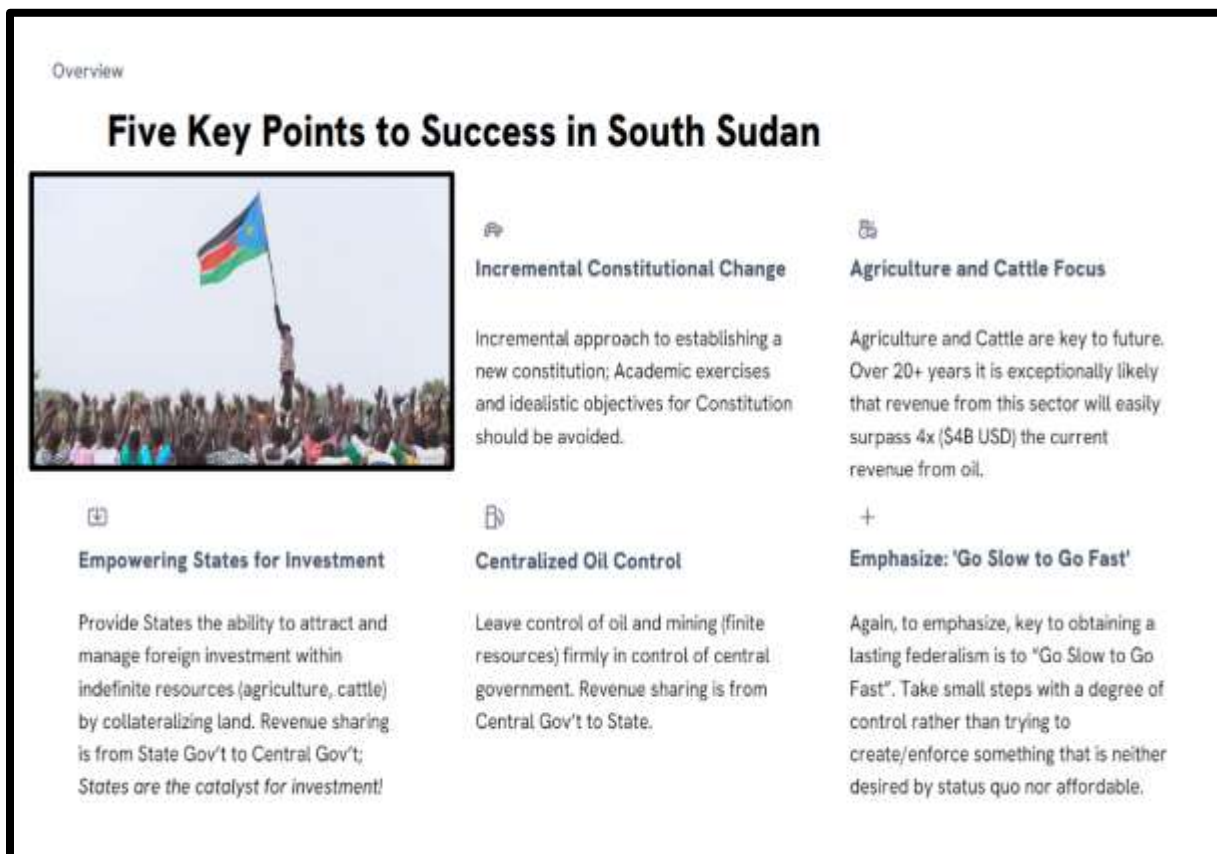 Overview
Five Key Points to Success in South Sudan
Incremental Constitutional Change
Incremental approach to establishing a
new constitution; Academic exercises
and idealistic objectives for Constitution
should be avoided.
Agriculture and Cattle Focus
Agriculture and Cattle are key to future.
Over 20+ years it is exceptionally likely
that revenue from this sector will easily
surpass 4x ($4B USD) the current
revenue from oil.
Empowering States for Investment
Provide States the ability to attract and
manage foreign investment within
indefinite resources (agriculture, cattle)
by collateralizing land. Revenue sharing
is from State Gov't to Central Gov't;
States are the catalyst for investment!
Centralized Oil Control
Leave control of oil and mining (finite
resources) firmly in control of central
government. Revenue sharing is from
Central Gov't to State.
Emphasize: 'Go Slow to Go Fast'
Again, to emphasize, key to obtaining a
lasting federalism is to "Go Slow to Go
Fast". Take small steps with a degree of
control rather than trying to
create/enforce something that is neither
desired by status quo nor affordable.